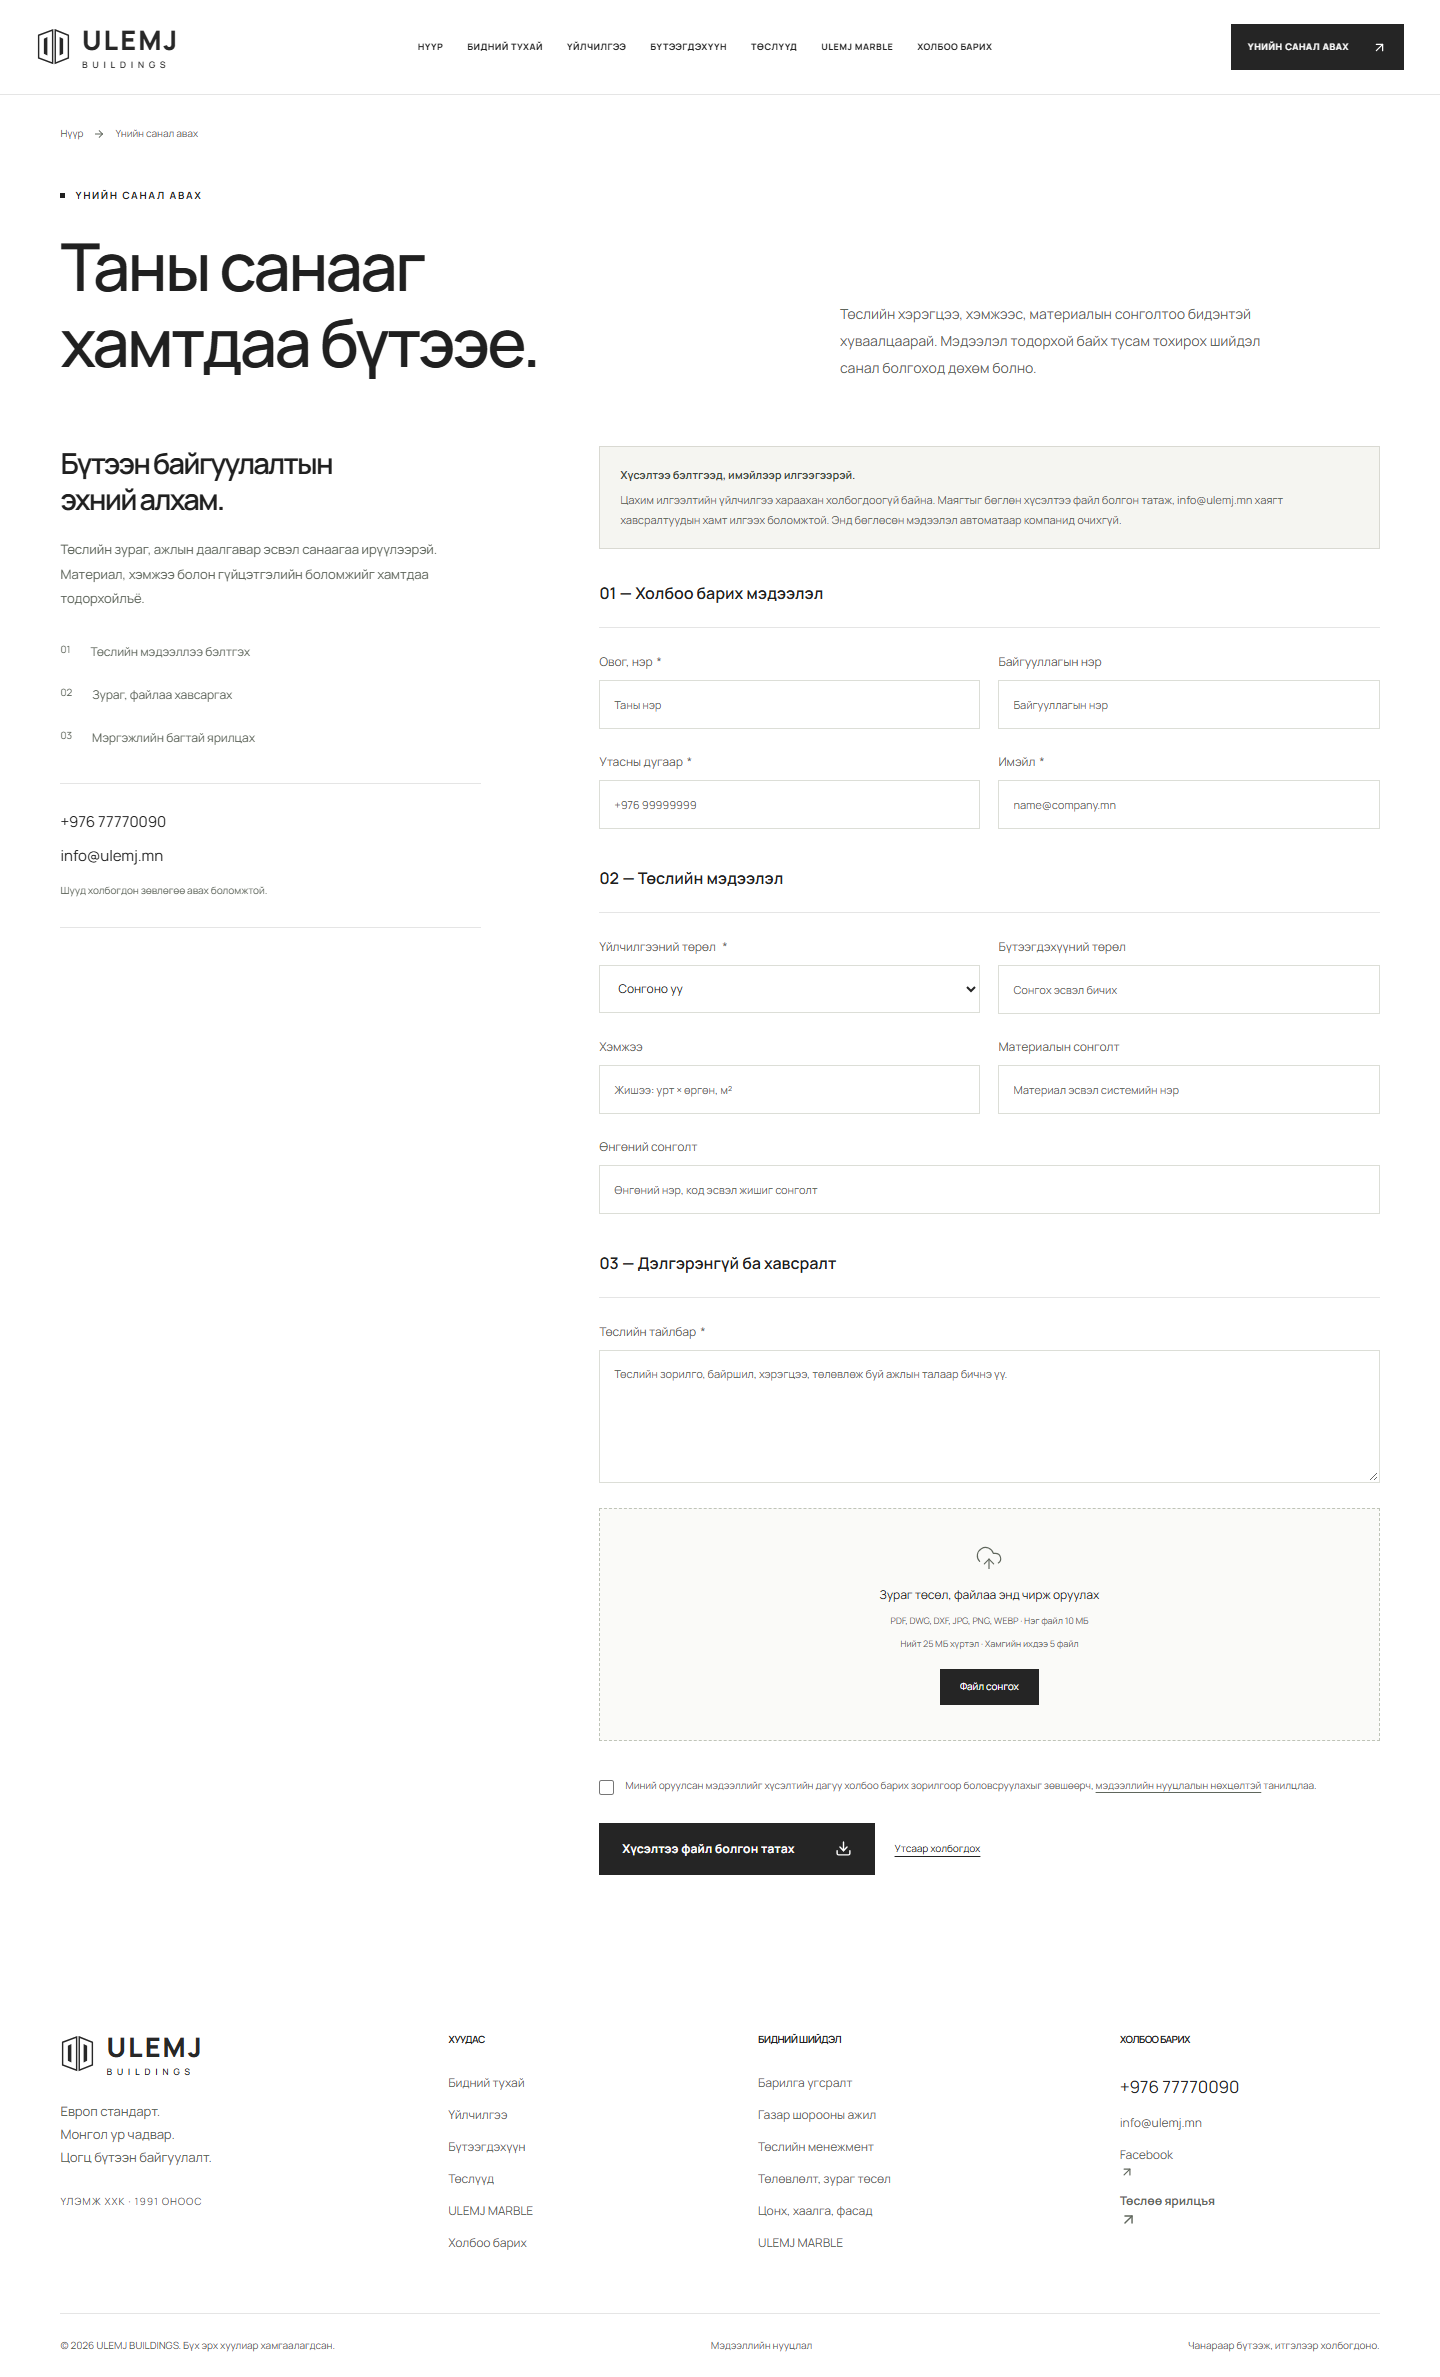 ULEMJ
BUILDINGS
НҮҮР
БИДНИЙ ТУХАЙ
ҮЙЛЧИЛГЭЭ
БҮТЭЭГДЭХҮҮН
ТӨСЛҮҮД
ULEMJ MARBLE
ХОЛБОО БАРИХ
ҮНИЙН САНАЛ АВАХ
Нүүр → Үнийн санал авах
ҮНИЙН САНАЛ АВАХ
Таны санааг
хамтдаа бүтээе.
Төслийн хэрэгцээ, хэмжээс, материалын сонголтоо бидэнтэй
хуваалцаарай. Мэдээлэл тодорхой байх тусам тохирох шийдэл
санал болгоход дөхөм болно.
Бүтээн байгуулалтын
эхний алхам.
Төслийн зураг, ажлын даалгавар эсвэл санаагаа ирүүлээрэй.
Материал, хэмжээ болон гүйцэтгэлийн боломжийг хамтдаа
тодорхойлъё.
01 Төслийн мэдээллээ бэлтгэх
02 Зураг, файлаа хавсаргах
03 Мэргэжлийн багтай ярилцах
+976 77770090
info@ulemj.mn
Шууд холбогдон зөвлөгөө авах боломжтой.
Хүсэлтээ бэлтгээд, имэйлээр илгээгээрэй.
Цахим илгээлтийн үйлчилгээ хараахан холбогдоогүй байна. Маягтыг бөглөн хүсэлтээ файл болгон татаж, info@ulemj.mn хаягт
хавсралтуудын хамт илгээх боломжтой. Энд бөглөсөн мэдээлэл автоматаар компанид очихгүй.
01 — Холбоо барих мэдээлэл
Овог, нэр *
Байгууллагын нэр
Таны нэр
Байгууллагын нэр
Утасны дугаар *
Имэйл *
+976 99999999
name@company.mn
02 — Төслийн мэдээлэл
Үйлчилгээний төрөл *
Бүтээгдэхүүний төрөл
Сонгоно уу
Сонгох эсвэл бичих
Хэмжээ
Материалын сонголт
Жишээ: урт × өргөн, м²
Материал эсвэл системийн нэр
Өнгөний сонголт
Өнгөний нэр, код эсвэл жишиг сонголт
03 — Дэлгэрэнгүй ба хавсралт
Төслийн тайлбар *
Төслийн зорилго, байршил, хэрэгцээ, төлөвлөж буй ажлын талаар бичнэ үү.
Зураг төсөл, файлаа энд чирж оруулах
PDF, DWG, DXF, JPG, PNG, WEBP · Нэг файл 10 МБ
Нийт 25 МБ хүртэл · Хамгийн ихдээ 5 файл
Файл сонгох
Миний оруулсан мэдээллийг хүсэлтийн дагуу холбоо барих зорилгоор боловсруулахыг зөвшөөрч, мэдээллийн нууцлалын нөхцөлтэй танилцлаа.
Хүсэлтээ файл болгон татах
Утсаар холбогдох
ULEMJ
BUILDINGS
Европ стандарт.
Монгол ур чадвар.
Цогц бүтээн байгуулалт.
ҮЛЭМЖ ХХК · 1991 ОНООС
ХУУДАС
Бидний тухай
Үйлчилгээ
Бүтээгдэхүүн
Төслүүд
ULEMJ MARBLE
Холбоо барих
БИДНИЙ ШИЙДЭЛ
Барилга угсралт
Газар шорооны ажил
Төслийн менежмент
Төлөвлөлт, зураг төсөл
Цонх, хаалга, фасад
ULEMJ MARBLE
ХОЛБОО БАРИХ
+976 77770090
info@ulemj.mn
Facebook
Төслөө ярилцъя
© 2026 ULEMJ BUILDINGS. Бүх эрх хуулиар хамгаалагдсан.
Мэдээллийн нууцлал
Чанараар бүтээж, итгэлээр холбогдоно.